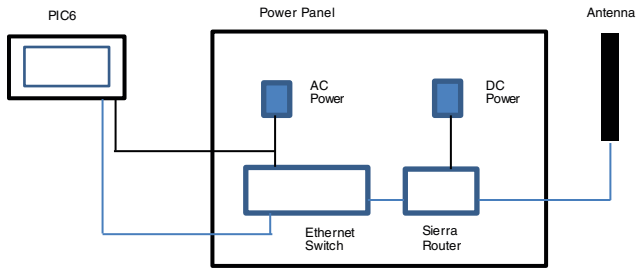 PIC6
Power Panel
Antenna
AC
Power
DC
Power
Ethernet
Switch
Sierra
Router